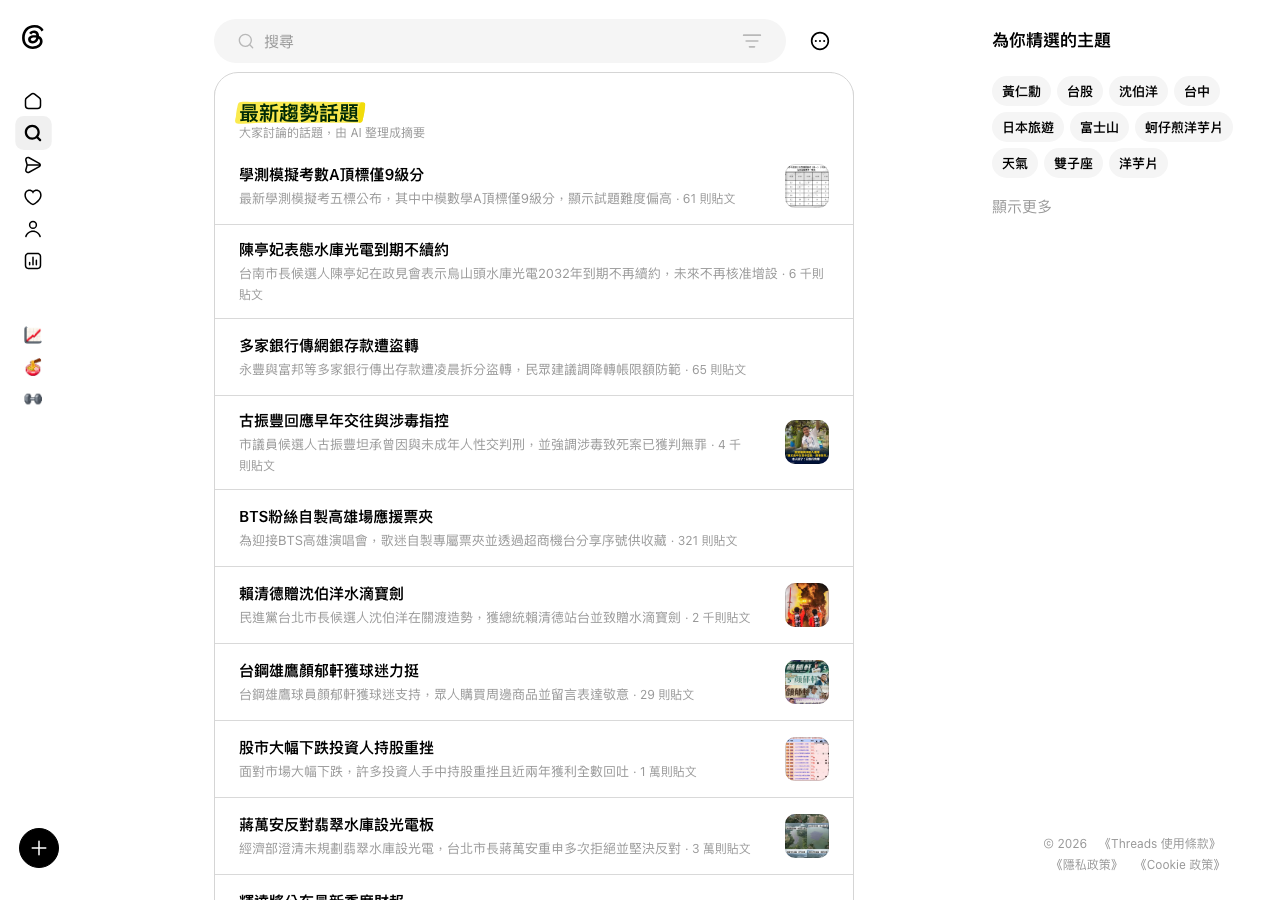 搜尋
最新趨勢話題
大家討論的話題，由 AI 整理成摘要
學測模擬考數A頂標僅9級分
最新學測模擬考五標公布，其中中模數學A頂標僅9級分，顯示試題難度偏高 · 61 則貼文
陳亭妃表態水庫光電到期不續約
台南市長候選人陳亭妃在政見會表示烏山頭水庫光電2032年到期不再續約，未來不再核准增設 · 6 千則
貼文
多家銀行傳網銀存款遭盜轉
永豐與富邦等多家銀行傳出存款遭凌晨拆分盜轉，民眾建議調降轉帳限額防範 · 65 則貼文
古振豐回應早年交往與涉毒指控
市議員候選人古振豐坦承曾因與未成年人性交判刑，並強調涉毒致死案已獲判無罪 · 4 千
則貼文
BTS粉絲自製高雄場應援票夾
為迎接BTS高雄演唱會，歌迷自製專屬票夾並透過超商機台分享序號供收藏 · 321 則貼文
賴清德贈沈伯洋水滴寶劍
民進黨台北市長候選人沈伯洋在關渡造勢，獲總統賴清德站台並致贈水滴寶劍 · 2 千則貼文
台鋼雄鷹顏郁軒獲球迷力挺
台鋼雄鷹球員顏郁軒獲球迷支持，眾人購買周邊商品並留言表達敬意 · 29 則貼文
股市大幅下跌投資人持股重挫
面對市場大幅下跌，許多投資人手中持股重挫且近兩年獲利全數回吐 · 1 萬則貼文
蔣萬安反對翡翠水庫設光電板
經濟部澄清未規劃翡翠水庫設光電，台北市長蔣萬安重申多次拒絕並堅決反對 · 3 萬則貼文
輝達將公布最新季度財報
為你精選的主題
黃仁勳 台股 沈伯洋 台中
日本旅遊 富士山 蚵仔煎洋芋片
天氣 雙子座 洋芋片
顯示更多
© 2026 《Threads 使用條款》
《隱私政策》 《Cookie 政策》